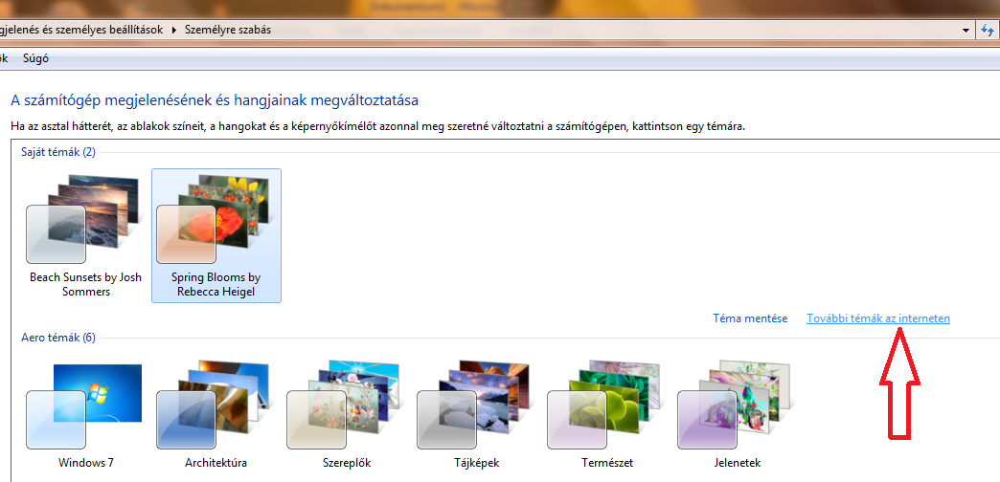 gjelenés és személyes beállítások ▸ Személyre szabás
ők Súgó
A számítógép megjelenésének és hangjainak megváltoztatása
Ha az asztal hátterét, az ablakok színeit, a hangokat és a képernyőkímélőt azonnal meg szeretné változtatni a számítógépen, kattintson egy témára.
Saját témák (2)
Beach Sunsets by Josh
Sommers
Spring Blooms by
Rebecca Heigel
Téma mentése További témák az interneten
Aero témák (6)
Windows 7 Architektúra Szereplők Tájképek Természet Jelenetek